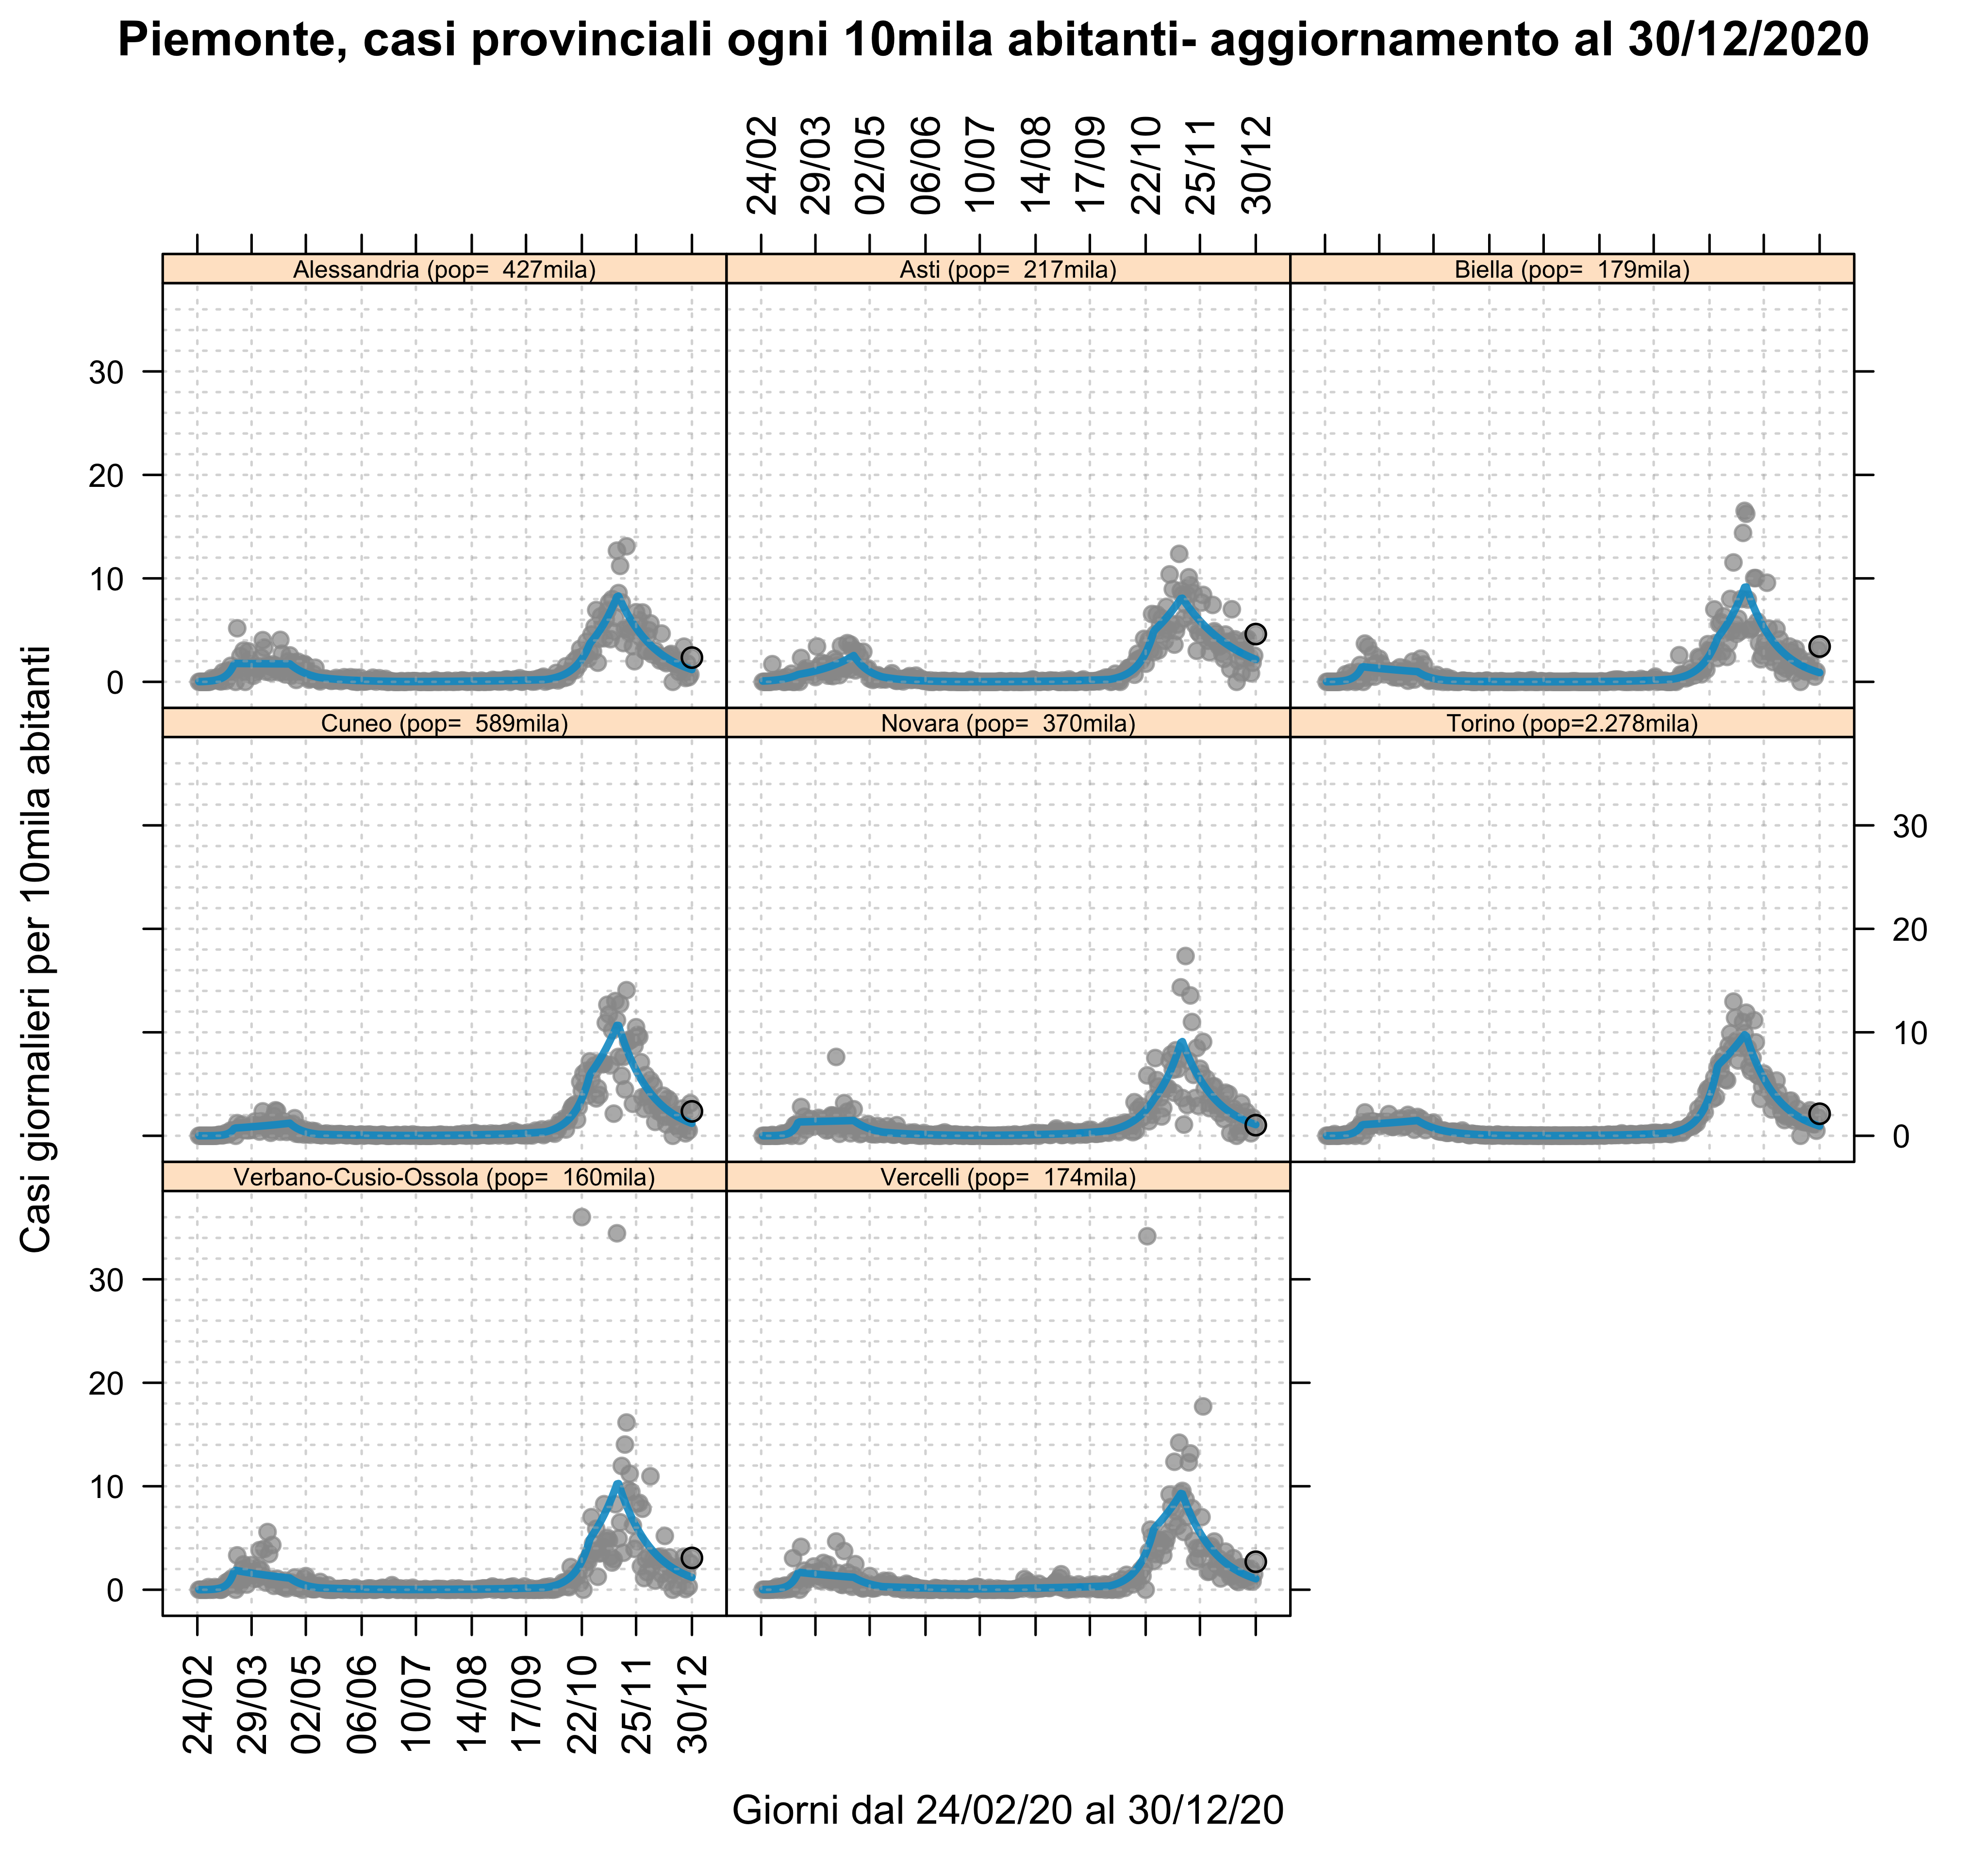 Piemonte, casi provinciali ogni 10mila abitanti- aggiornamento al 30/12/2020
24/02 29/03 02/05 06/06 10/07 14/08 17/09 22/10 25/11 30/12
Alessandria (pop=  427mila)
Asti (pop=  217mila)
Biella (pop=  179mila)
30
20
10
0
Cuneo (pop=  589mila)
Novara (pop=  370mila)
Torino (pop=2.278mila)
30
20
10
0
Verbano-Cusio-Ossola (pop=  160mila)
Vercelli (pop=  174mila)
30
20
10
0
Casi giornalieri per 10mila abitanti
24/02 29/03 02/05 06/06 10/07 14/08 17/09 22/10 25/11 30/12
Giorni dal 24/02/20 al 30/12/20